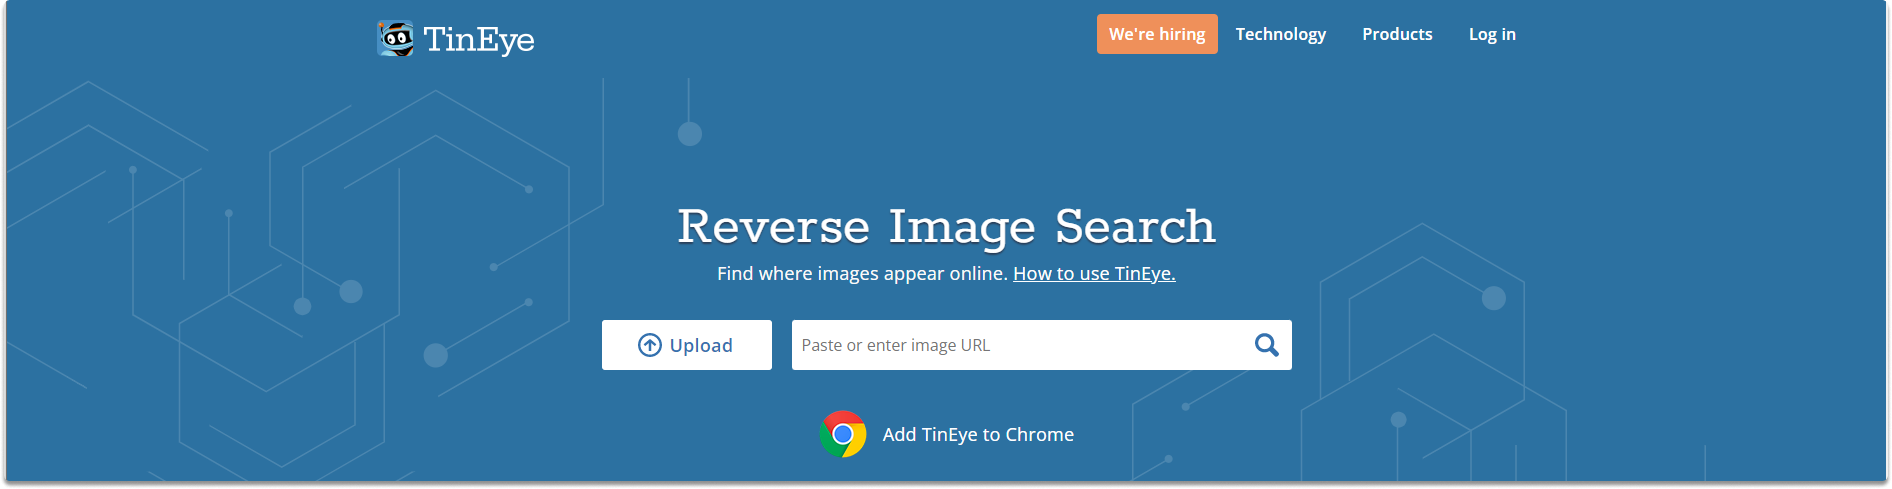 TinEye
We're hiring Technology Products Log in
Reverse Image Search
Find where images appear online. How to use TinEye.
Upload
Paste or enter image URL
Add TinEye to Chrome